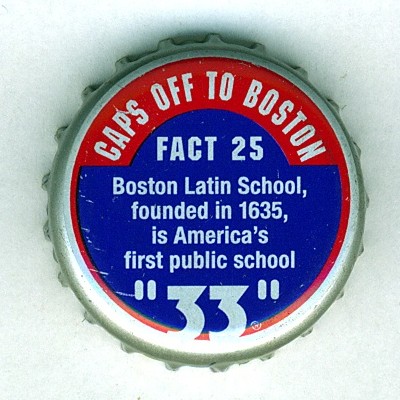 CAPS OFF TO BOSTON
FACT 25
Boston Latin School,
founded in 1635,
is America's
first public school
"33"®